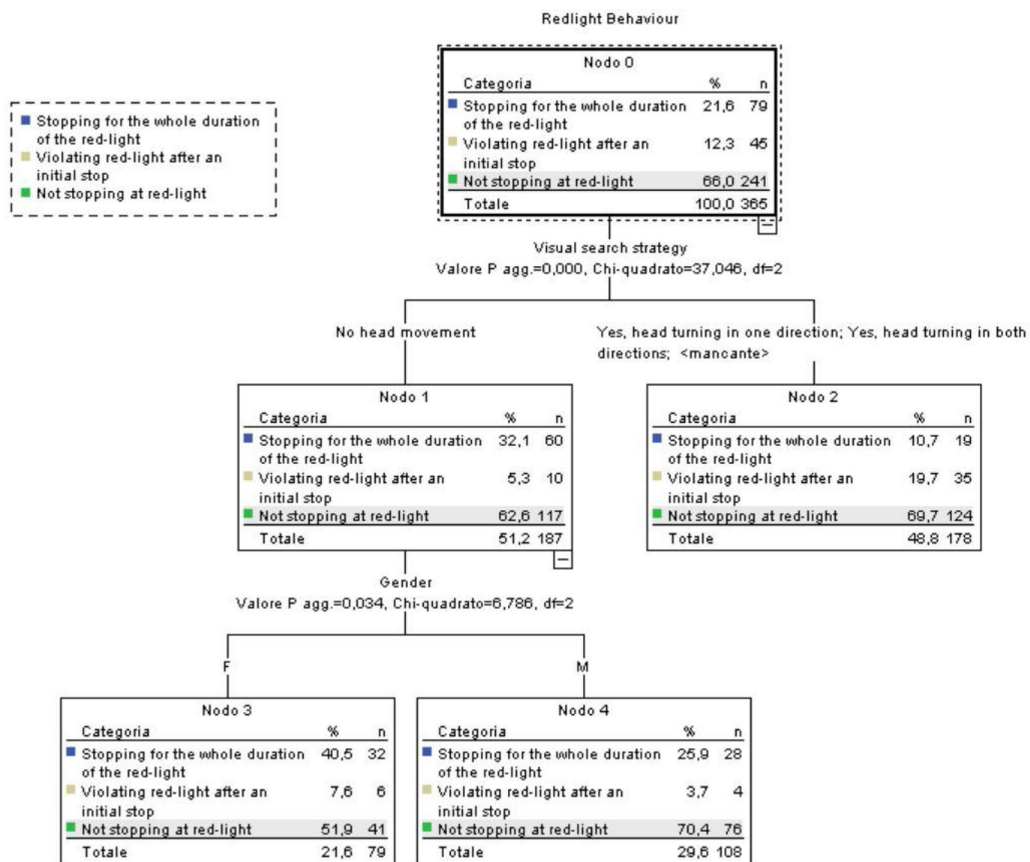 Redlight Behaviour
Stopping for the whole duration
of the red-light
Violating red-light after an
initial stop
Not stopping at red-light
Nodo 0
Categoria % n
Stopping for the whole duration 21,6 79
of the red-light
Violating red-light after an 12,3 45
initial stop
Not stopping at red-light 66,0 241
Totale 100,0 365
Visual search strategy
Valore P agg.=0,000, Chi-quadrato=37,046, df=2
No head movement
Yes, head turning in one direction; Yes, head turning in both
directions; <mancante>
Nodo 1
Categoria % n
Stopping for the whole duration 32,1 60
of the red-light
Violating red-light after an 5,3 10
initial stop
Not stopping at red-light 62,6 117
Totale 51,2 187
Nodo 2
Categoria % n
Stopping for the whole duration 10,7 19
of the red-light
Violating red-light after an 19,7 35
initial stop
Not stopping at red-light 69,7 124
Totale 48,8 178
Gender
Valore P agg.=0,034, Chi-quadrato=6,786, df=2
F
M
Nodo 3
Categoria % n
Stopping for the whole duration 40,5 32
of the red-light
Violating red-light after an 7,6 6
initial stop
Not stopping at red-light 51,9 41
Totale 21,6 79
Nodo 4
Categoria % n
Stopping for the whole duration 25,9 28
of the red-light
Violating red-light after an 3,7 4
initial stop
Not stopping at red-light 70,4 76
Totale 29,6 108